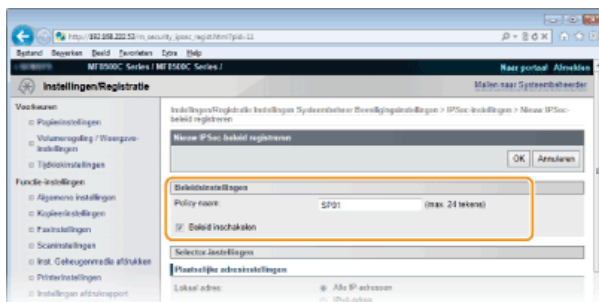 http://192.168.222.53/m_security_ipsec_regist.html?pid=11
Bestand Bewerken Beeld Favorieten Extra Help
MF8500C Series / MF8500C Series /
Naar portaal Afmelden
Instellingen/Registratie
Mailen naar Systeembeheerder
Voorkeuren
Papierinstellingen
Volumeregeling / Weergave-
instellingen
Tijdklokinstellingen
Functie-instellingen
Algemene instellingen
Kopieerinstellingen
Faxinstellingen
Scaninstellingen
Inst. Geheugenmedia afdrukken
Printerinstellingen
Instellingen afdrukrapport
Instellingen/Registratie: Instellingen Systeembeheer: Beveiligingsinstellingen > IPSec-instellingen > Nieuw IPSec-
beleid registreren
Nieuw IPSec-beleid registreren
OK Annuleren
Beleidsinstellingen
Policy-naam: SP01 (max. 24 tekens)
Beleid inschakelen
Selector-instellingen
Plaatselijke adresinstellingen
Lokaal adres: Alle IP-adressen
IPv4-adres